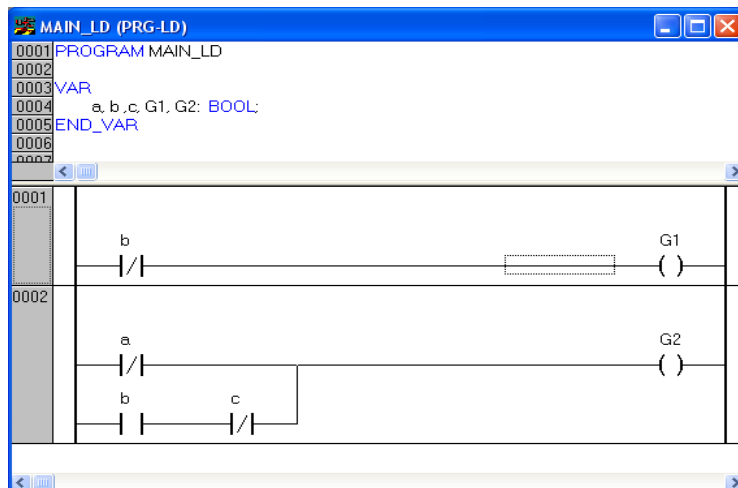 MAIN_LD (PRG-LD)
0001 PROGRAM MAIN_LD
0002
0003 VAR
0004 a, b ,c, G1, G2: BOOL;
0005 END_VAR
0006
0007
0001
b G1
0002
a G2
b c